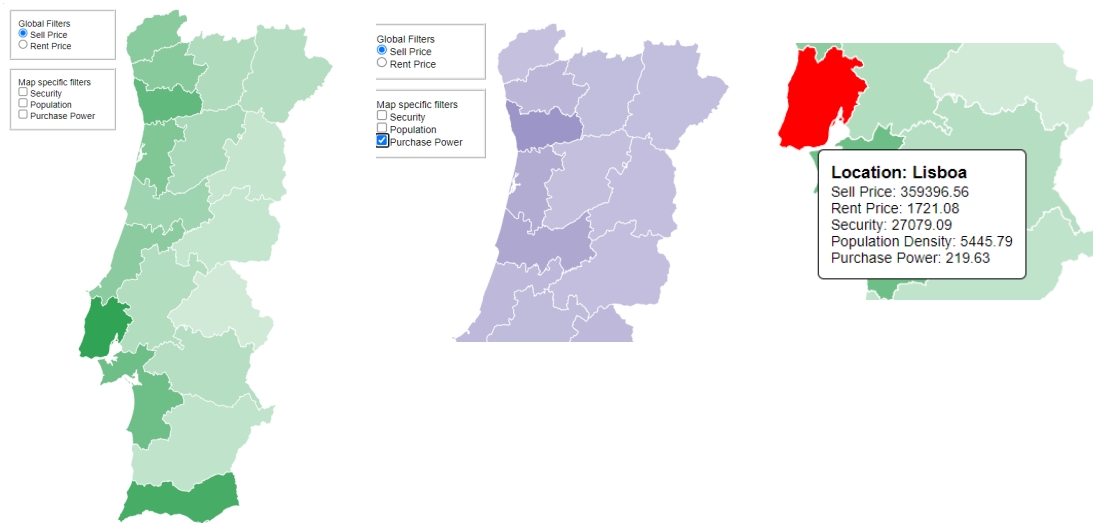 Global Filters
Sell Price
Rent Price
Map specific filters
Security
Population
Purchase Power
Global Filters
Sell Price
Rent Price
Map specific filters
Security
Population
Purchase Power
Location: Lisboa
Sell Price: 359396.56
Rent Price: 1721.08
Security: 27079.09
Population Density: 5445.79
Purchase Power: 219.63